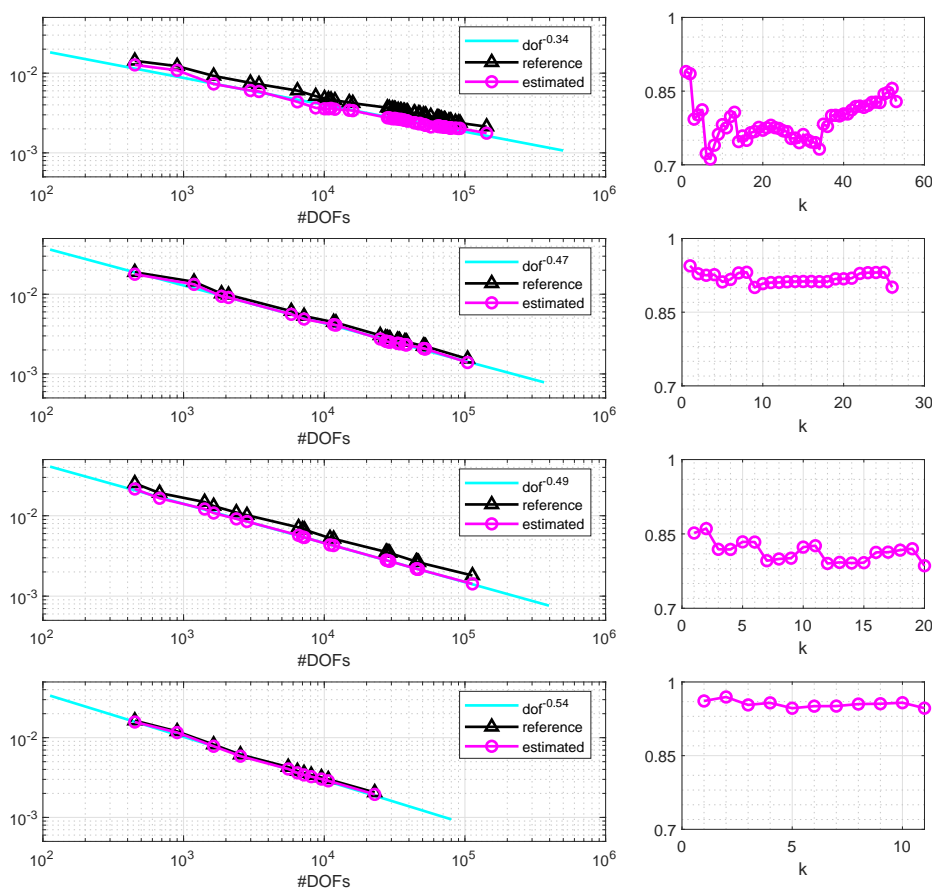 10^-2
10^-3
10^2 10^3 10^4 10^5 10^6
#DOFs
dof^-0.34
reference
estimated
1
0.85
0.7
0 20 40 60
k
10^-2
10^-3
10^2 10^3 10^4 10^5 10^6
#DOFs
dof^-0.47
reference
estimated
1
0.85
0.7
0 10 20 30
k
10^-2
10^-3
10^2 10^3 10^4 10^5 10^6
#DOFs
dof^-0.49
reference
estimated
1
0.85
0.7
0 5 10 15 20
k
10^-2
10^-3
10^2 10^3 10^4 10^5 10^6
#DOFs
dof^-0.54
reference
estimated
1
0.85
0.7
0 5 10
k